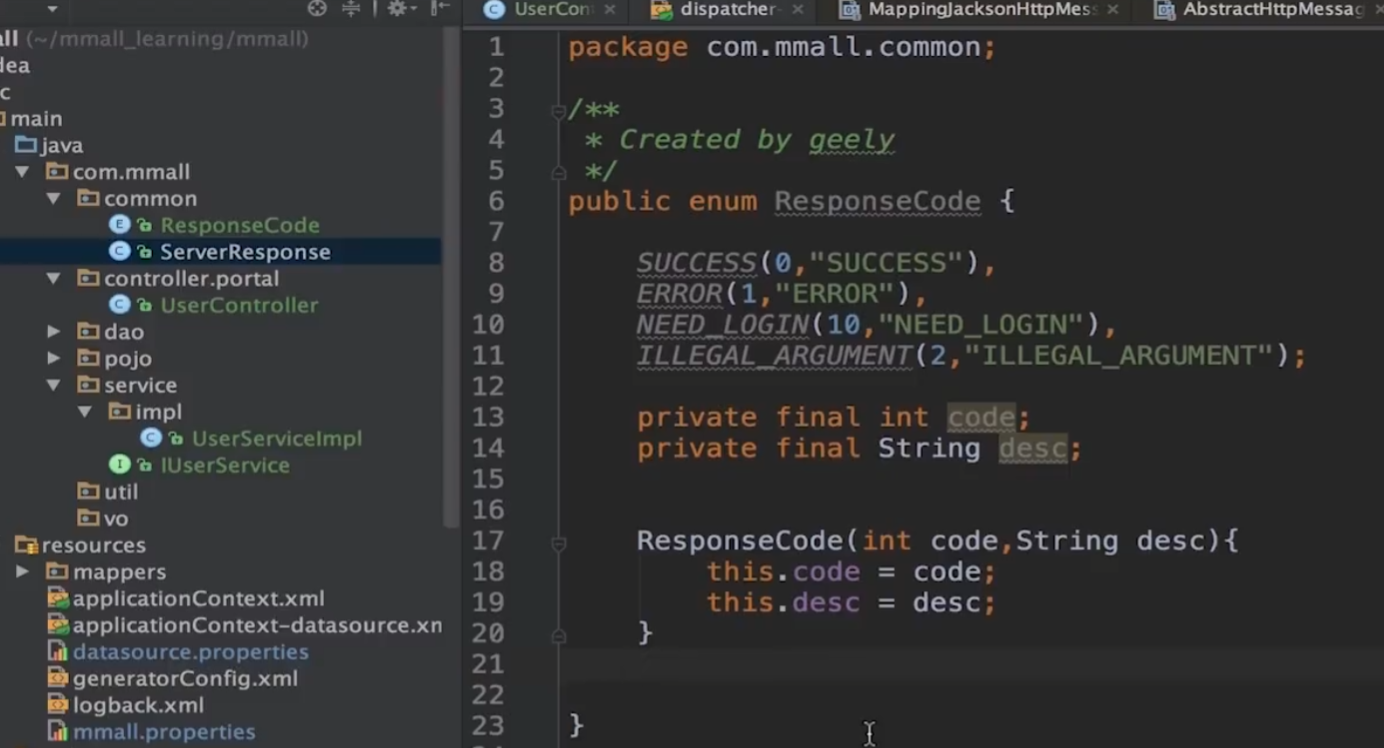 UserCon
dispatcher-
MappingJacksonHttpMes
AbstractHttpMessag
all (~/mmall_learning/mmall)
dea
c
main
java
com.mmall
common
ResponseCode
ServerResponse
controller.portal
UserController
dao
pojo
service
impl
UserServiceImpl
IUserService
util
vo
resources
mappers
applicationContext.xml
applicationContext-datasource.xm
datasource.properties
generatorConfig.xml
logback.xml
mmall.properties
1 package com.mmall.common;
2
3 /**
4 * Created by geely
5 */
6 public enum ResponseCode {
7
8 SUCCESS(0,"SUCCESS"),
9 ERROR(1,"ERROR"),
10 NEED_LOGIN(10,"NEED_LOGIN"),
11 ILLEGAL_ARGUMENT(2,"ILLEGAL_ARGUMENT");
12
13 private final int code;
14 private final String desc;
15
16
17 ResponseCode(int code,String desc){
18 this.code = code;
19 this.desc = desc;
20 }
21
22
23 }